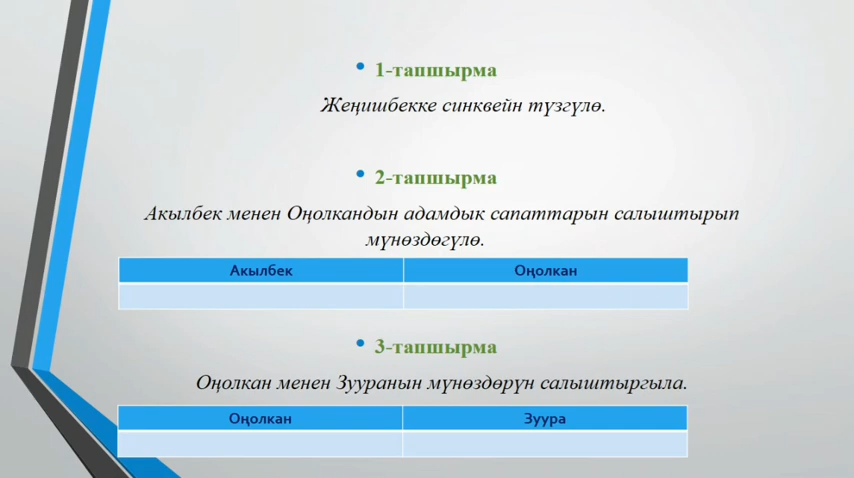 1-тапшырма
Жеңишбекке синквейн түзгүлө.
2-тапшырма
Акылбек менен Оңолкандын адамдык сапаттарын салыштырып
мүнөздөгүлө.
Акылбек Оңолкан
3-тапшырма
Оңолкан менен Зууранын мүнөздөрүн салыштыргыла.
Оңолкан Зуура